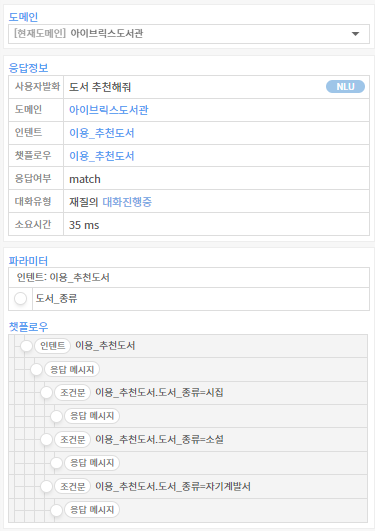 도메인
[현재도메인] 아이브릭스도서관
응답정보
사용자발화 도서 추천해줘 NLU
도메인 아이브릭스도서관
인텐트 이용_추천도서
챗플로우 이용_추천도서
응답여부 match
대화유형 재질의 대화진행중
소요시간 35 ms
파라미터
인텐트: 이용_추천도서
도서_종류
챗플로우
인텐트 이용_추천도서
응답 메시지
조건문 이용_추천도서.도서_종류=시집
응답 메시지
조건문 이용_추천도서.도서_종류=소설
응답 메시지
조건문 이용_추천도서.도서_종류=자기계발서
응답 메시지